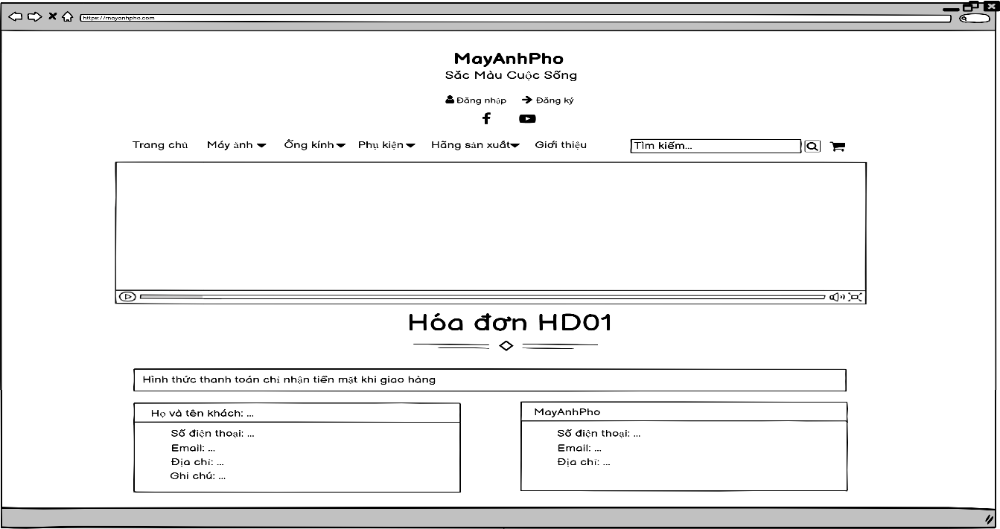 https://mayanhpho.com
MayAnhPho
Sắc Màu Cuộc Sống
Đăng nhập Đăng ký
Trang chủ Máy ảnh Ống kính Phụ kiện Hãng sản xuất Giới thiệu Tìm kiếm...
Hóa đơn HD01
Hình thức thanh toán chỉ nhận tiền mặt khi giao hàng
Họ và tên khách: ...
Số điện thoại: ...
Email: ...
Địa chỉ: ...
Ghi chú: ...
MayAnhPho
Số điện thoại: ...
Email: ...
Địa chỉ: ...